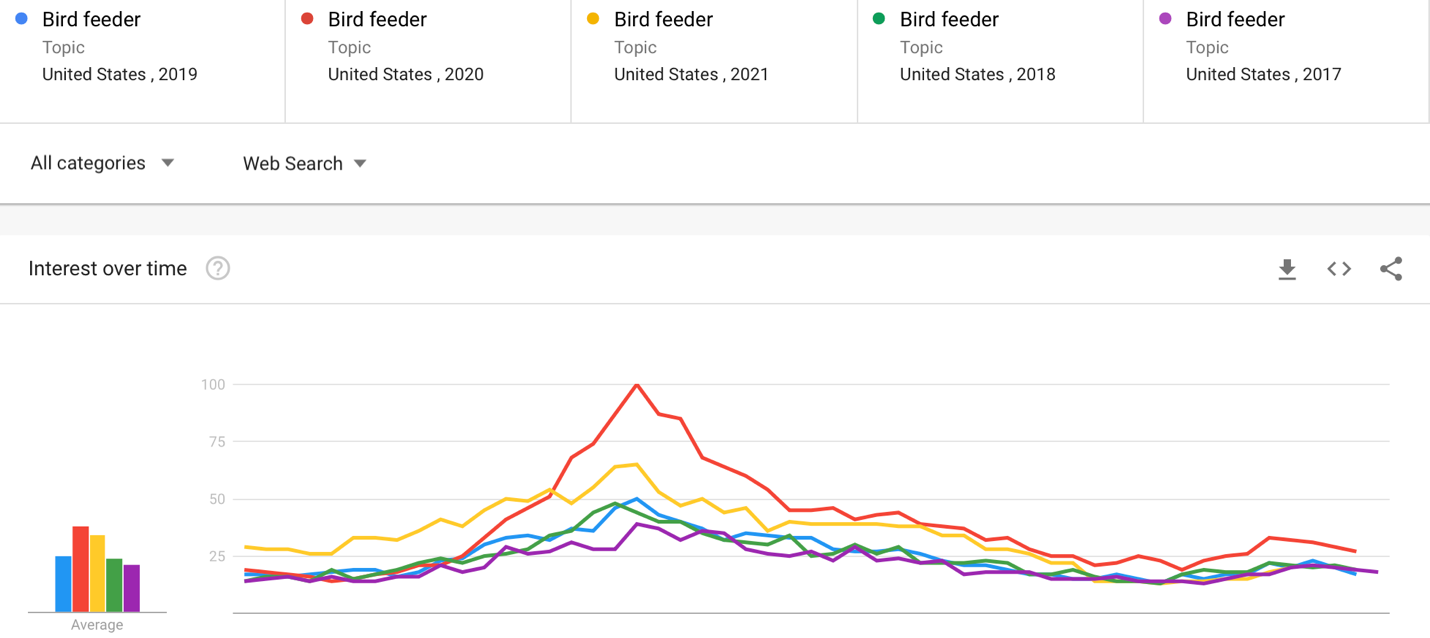 Bird feeder
Topic
United States , 2019
Bird feeder
Topic
United States , 2020
Bird feeder
Topic
United States , 2021
Bird feeder
Topic
United States , 2018
Bird feeder
Topic
United States , 2017
All categories
Web Search
Interest over time
?
100
75
50
25
Average